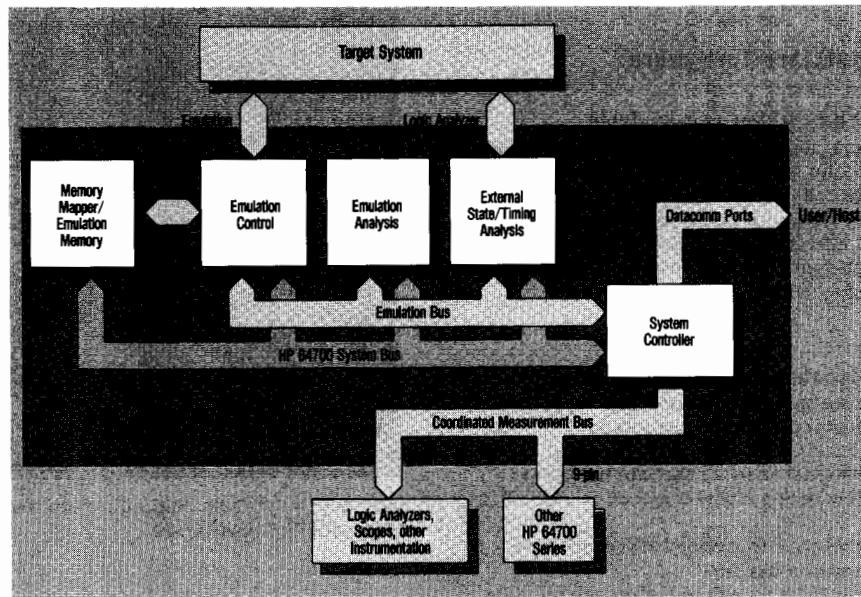 Target System
Emulation
Logic Analyzer
Memory
Mapper/
Emulation
Memory
Emulation
Control
Emulation
Analysis
External
State/Timing
Analysis
Datacomm Ports
User/Host
Emulation Bus
System
Controller
HP 64700 System Bus
Coordinated Measurement Bus
9-pin
Logic Analyzers,
Scopes, other
Instrumentation
Other
HP 64700
Series